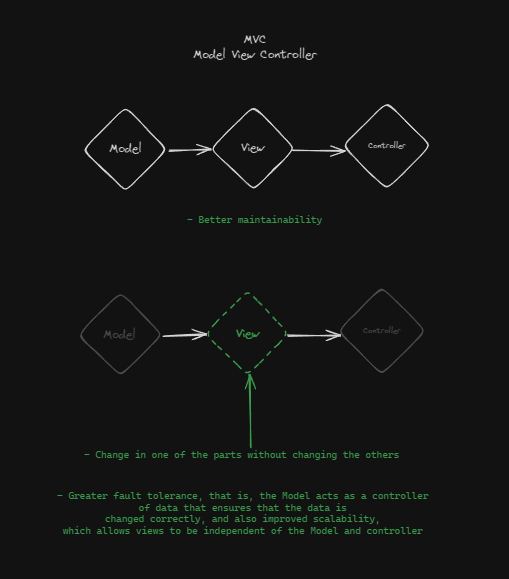 MVC
Model View Controller
Model
View
Controller
- Better maintainability
Model
View
Controller
- Change in one of the parts without changing the others
- Greater fault tolerance, that is, the Model acts as a controller
of data that ensures that the data is
changed correctly, and also improved scalability,
which allows views to be independent of the Model and controller